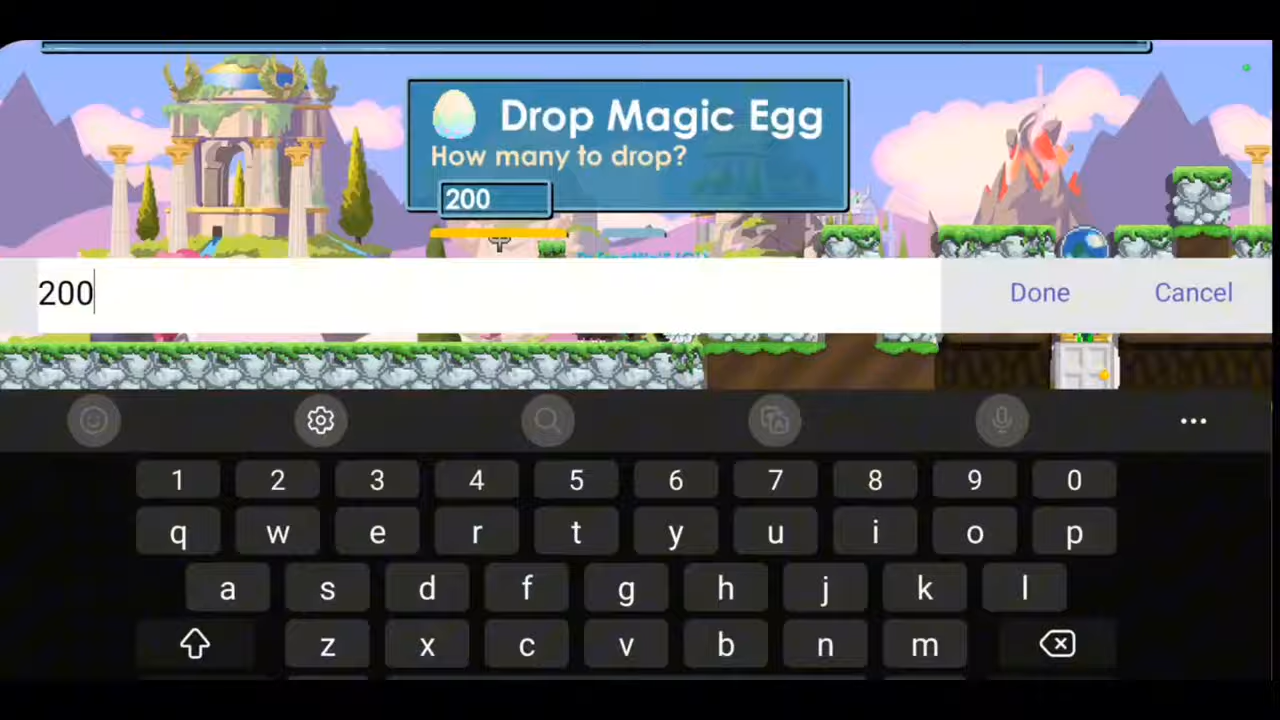 Drop Magic Egg
How many to drop?
200
200
Done
Cancel
1 2 3 4 5 6 7 8 9 0
q w e r t y u i o p
a s d f g h j k l
z x c v b n m